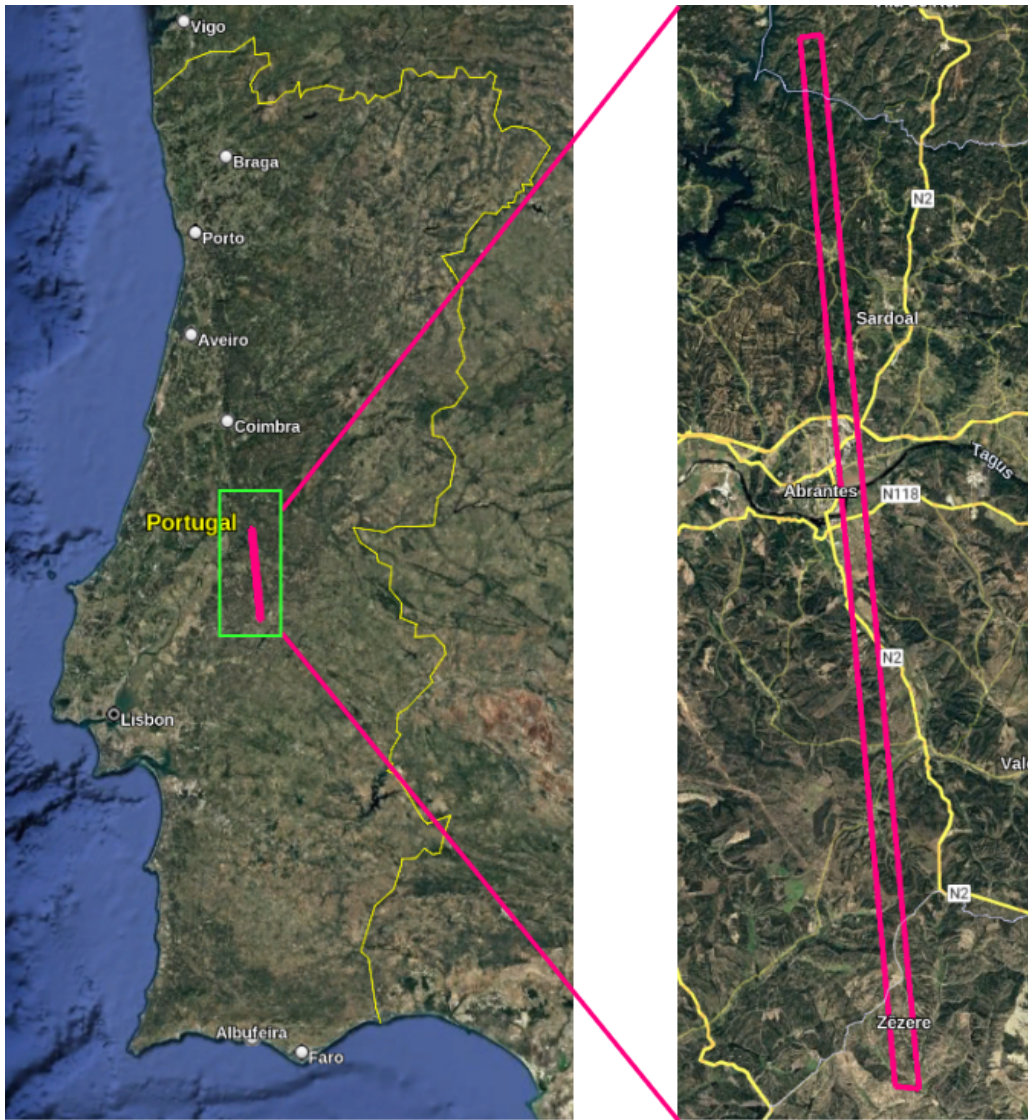 Vigo
Braga
Porto
Aveiro
Coimbra
Portugal
Lisbon
Albufeira
Faro
N2
Sardoal
Tagus
Abrantes
N118
N2
N2
Zêzere